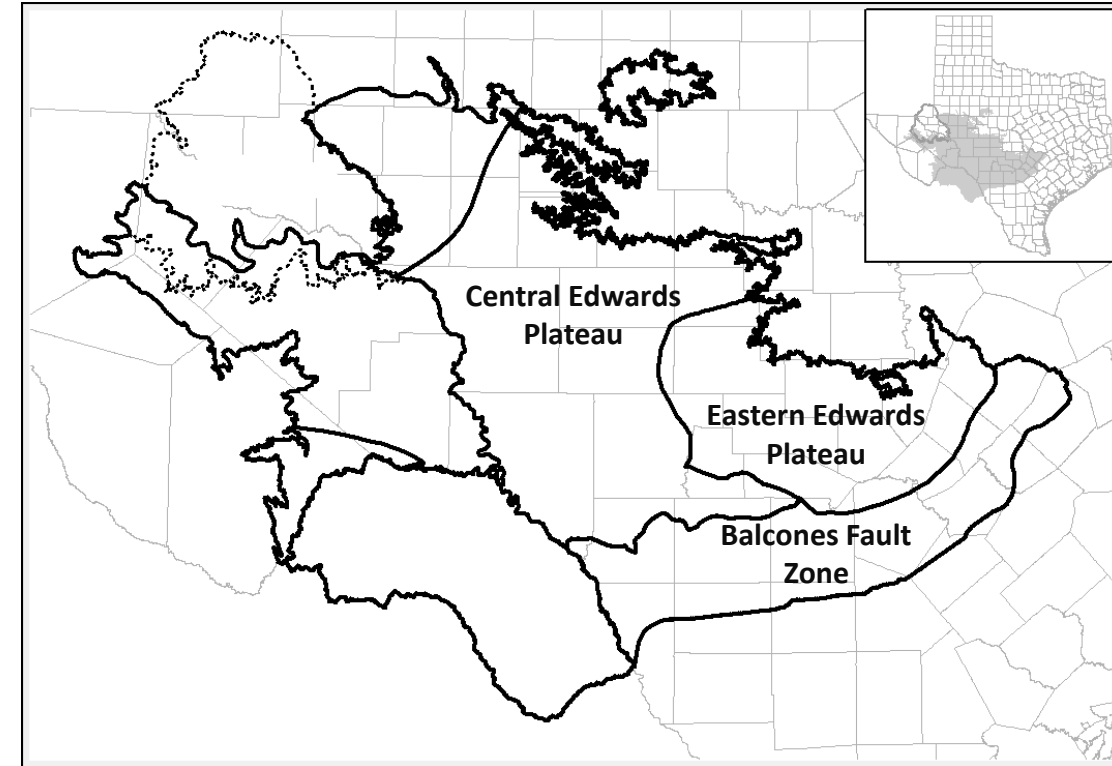 Central Edwards
Plateau
Eastern Edwards
Plateau
Balcones Fault
Zone